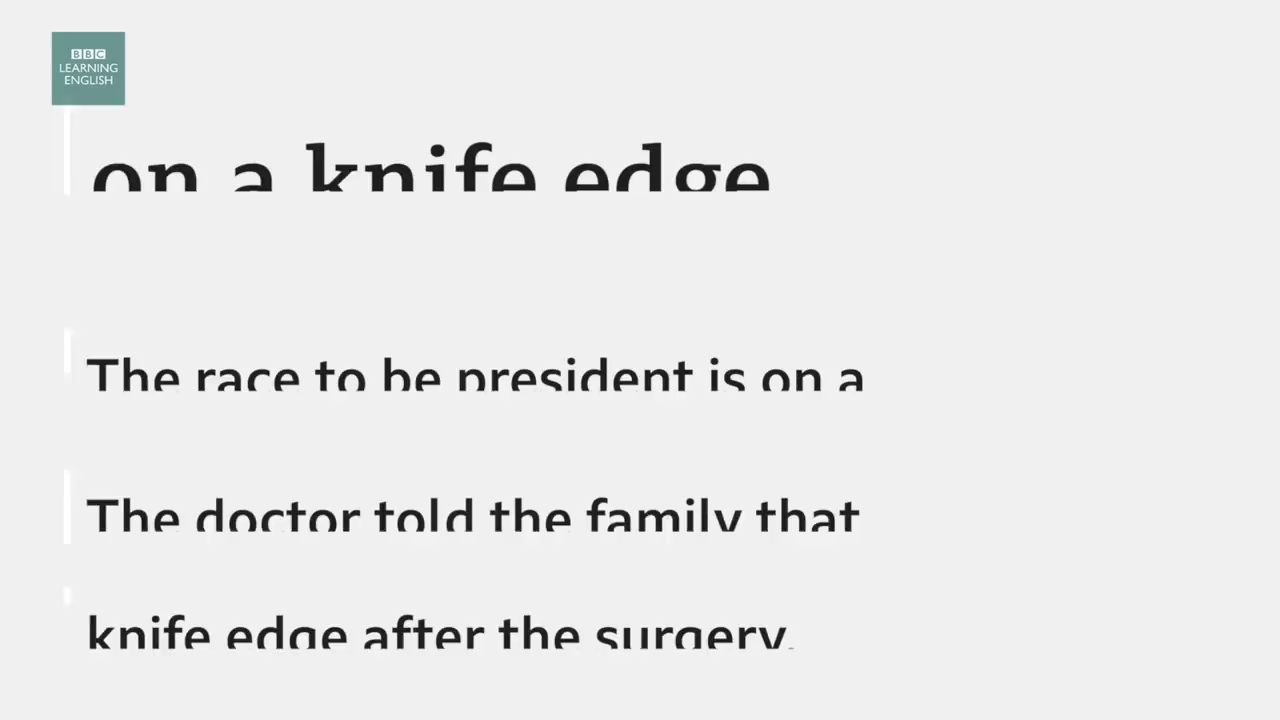 BBC
LEARNING
ENGLISH
on a knife edge
The race to be president is on a
The doctor told the family that
knife edge after the surgery.